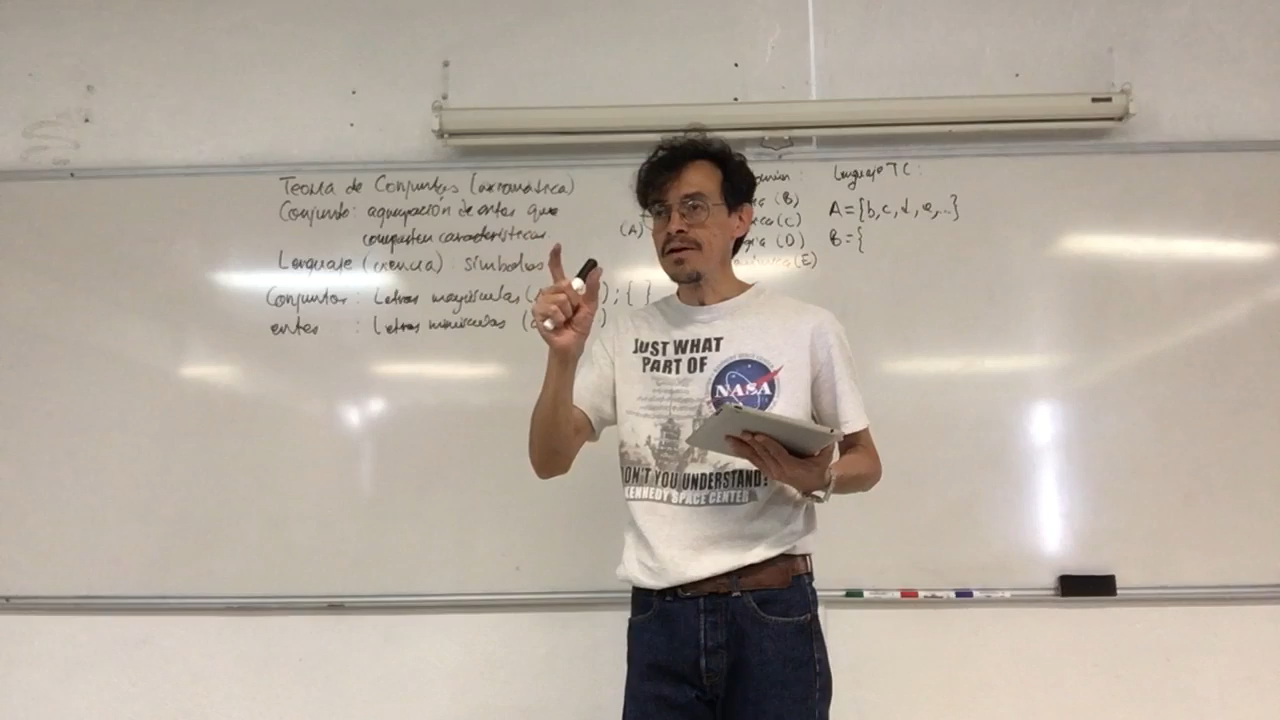 Teoría de Conjuntos (axiomática)
Conjunto: agrupación de entes que
comparten características
Lenguaje (ciencia) símbolos
Conjuntos: Letras mayúsculas ( ) ; { }
entes : Letras minúsculas ( )
(A)
(B)
(C)
(D)
(E)
Lenguaje TC:
A={b,c,d,e,...}
B={
JUST WHAT
PART OF
NASA
DON'T YOU UNDERSTAND?
KENNEDY SPACE CENTER